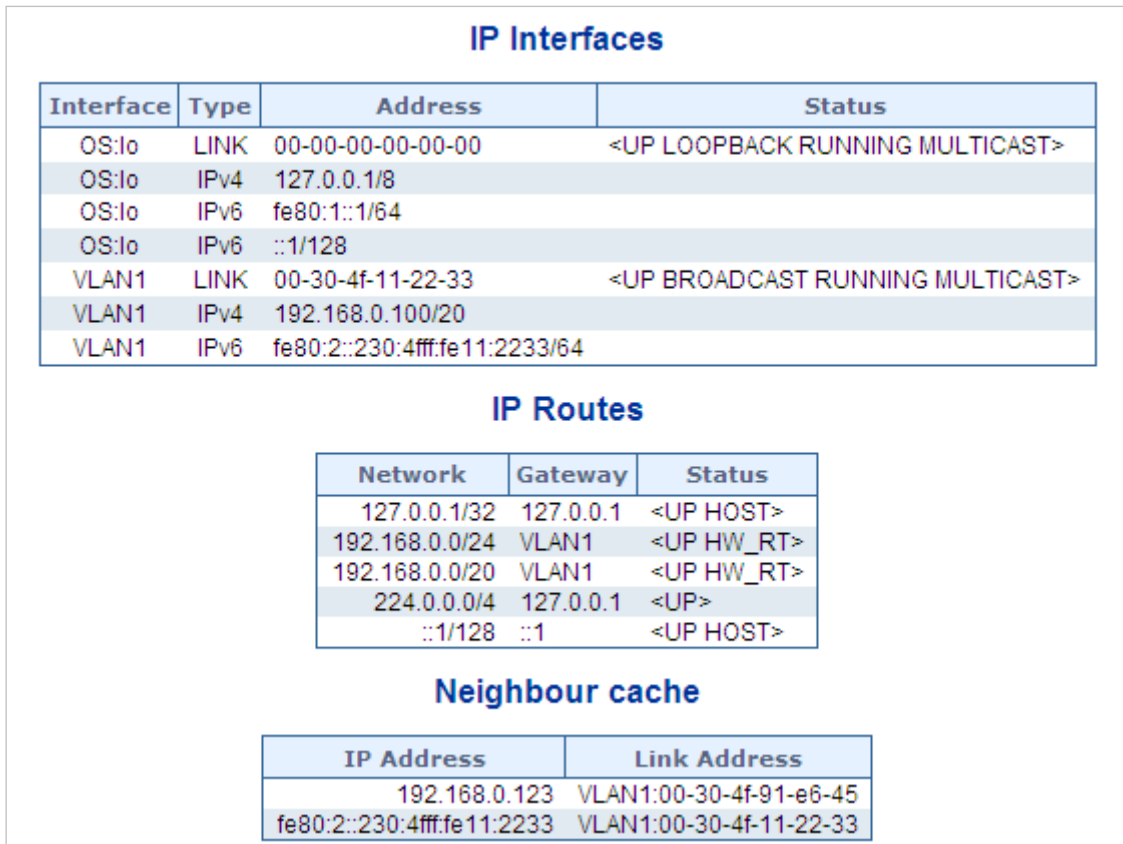 IP Interfaces
Interface Type Address Status
OS:lo LINK 00-00-00-00-00-00 <UP LOOPBACK RUNNING MULTICAST>
OS:lo IPv4 127.0.0.1/8
OS:lo IPv6 fe80:1::1/64
OS:lo IPv6 ::1/128
VLAN1 LINK 00-30-4f-11-22-33 <UP BROADCAST RUNNING MULTICAST>
VLAN1 IPv4 192.168.0.100/20
VLAN1 IPv6 fe80:2::230:4fff:fe11:2233/64
IP Routes
Network Gateway Status
127.0.0.1/32 127.0.0.1 <UP HOST>
192.168.0.0/24 VLAN1 <UP HW_RT>
192.168.0.0/20 VLAN1 <UP HW_RT>
224.0.0.0/4 127.0.0.1 <UP>
::1/128 ::1 <UP HOST>
Neighbour cache
IP Address Link Address
192.168.0.123 VLAN1:00-30-4f-91-e6-45
fe80:2::230:4fff:fe11:2233 VLAN1:00-30-4f-11-22-33